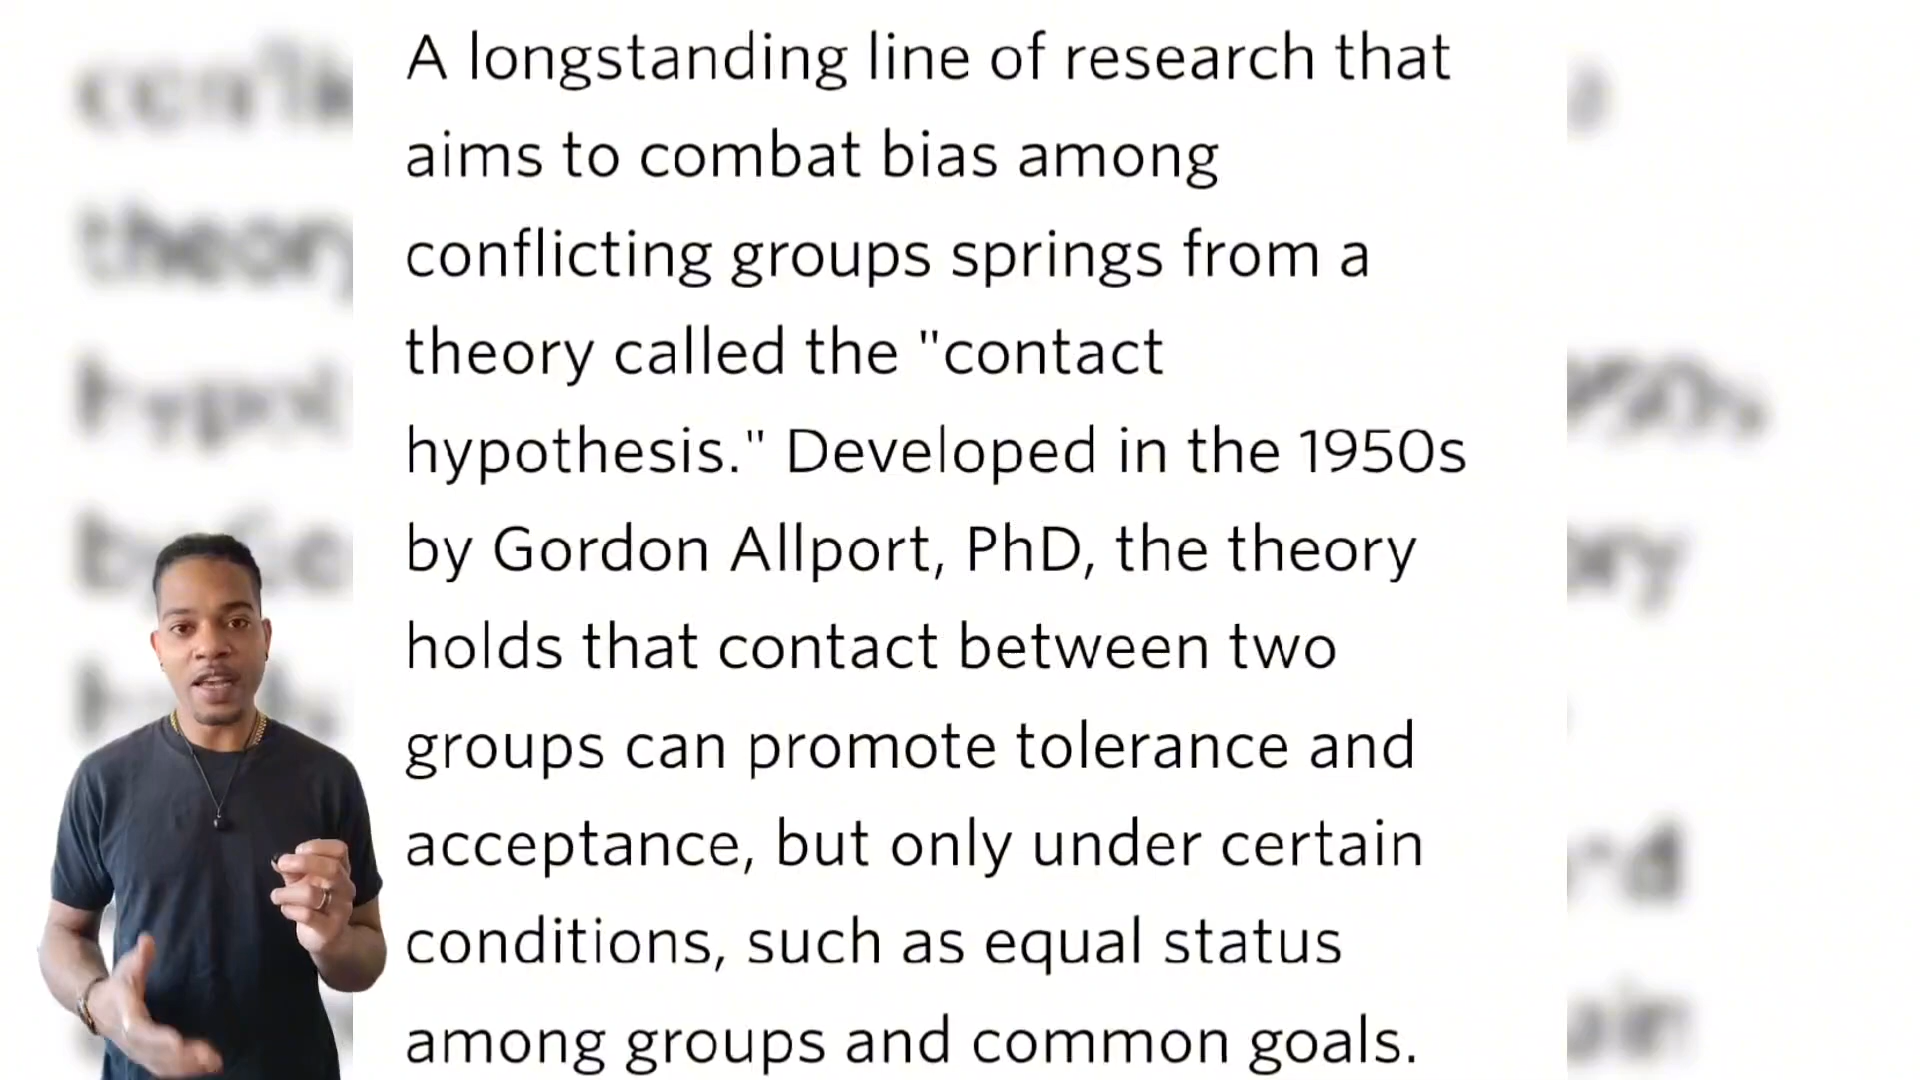 A longstanding line of research that
aims to combat bias among
conflicting groups springs from a
theory called the "contact
hypothesis." Developed in the 1950s
by Gordon Allport, PhD, the theory
holds that contact between two
groups can promote tolerance and
acceptance, but only under certain
conditions, such as equal status
among groups and common goals.